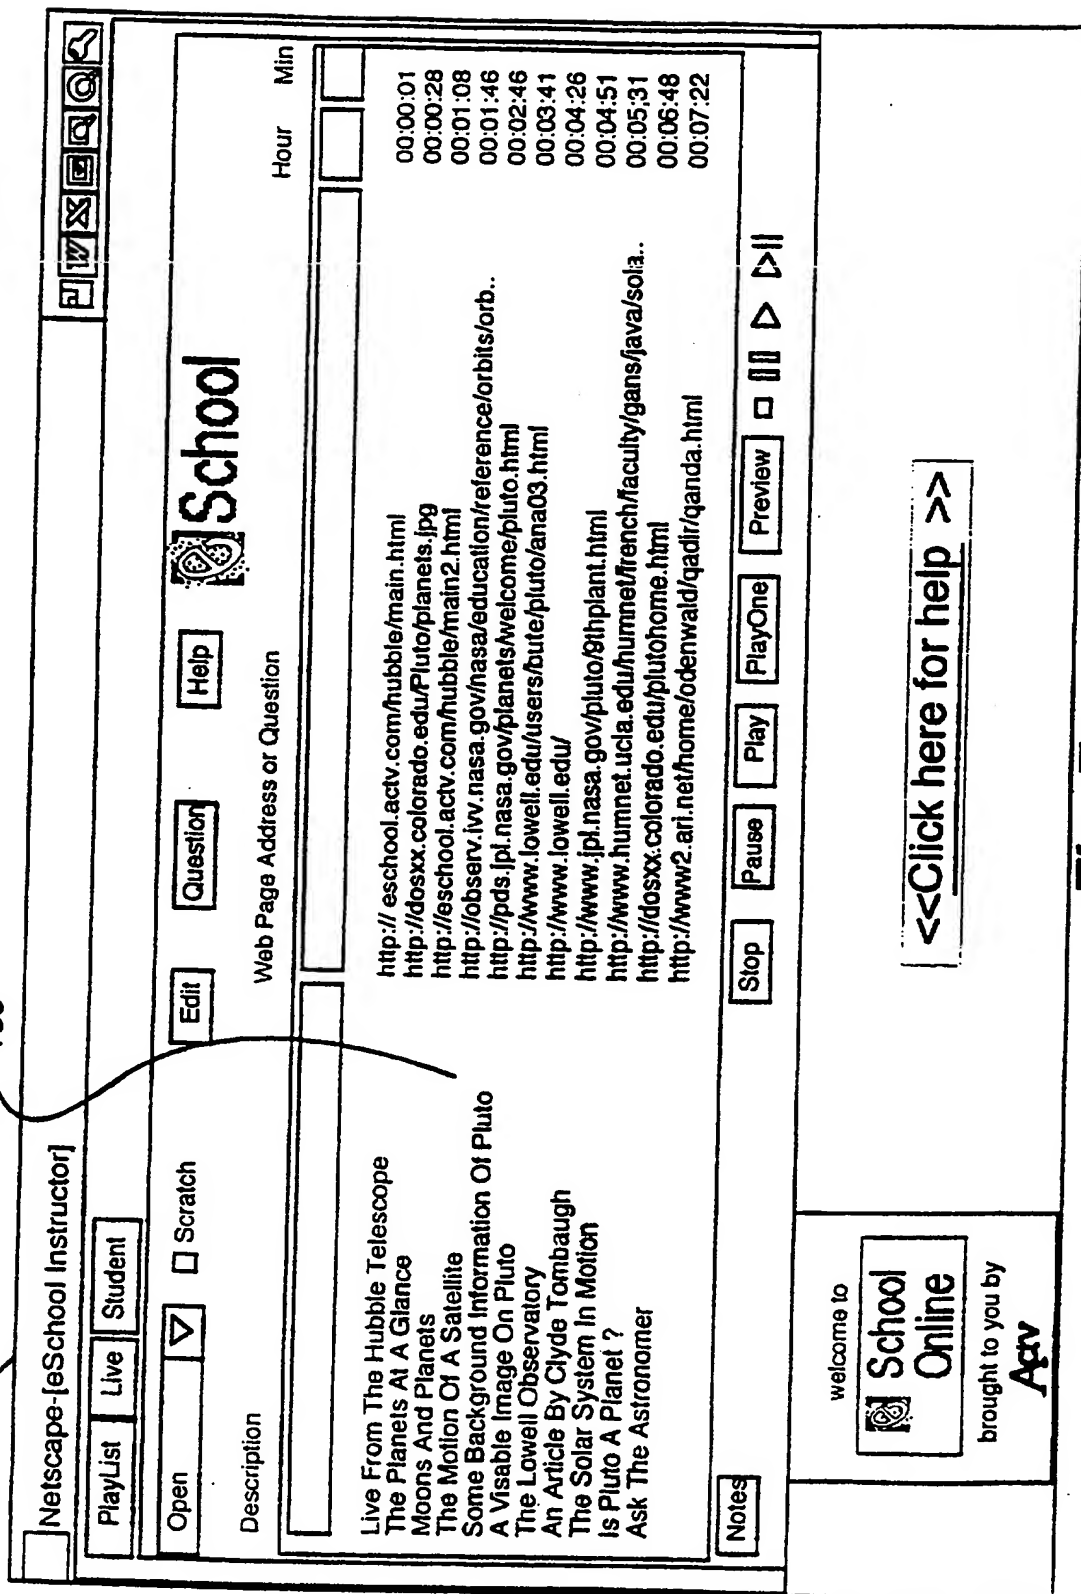 Netscape-[eSchool Instructor]
PlayList Live Student
Open Scratch Edit Question Help School
Description Web Page Address or Question Hour Min
Live From The Hubble Telescope http:// eschool.actv.com/hubble/main.html 00:00:01
The Planets At A Glance http://dosxx.colorado.edu/Pluto/planets.jpg 00:00:28
Moons And Planets http://eschool.actv.com/hubble/main2.html 00:01:08
The Motion Of A Satellite http://observ.ivv.nasa.gov/nasa/education/reference/orbits/orb.. 00:01:46
Some Background Information Of Pluto http://pds.jpl.nasa.gov/planets/welcome/pluto.html 00:02:46
A Visable Image On Pluto http://www.lowell.edu/users/bute/pluto/ana03.html 00:03:41
The Lowell Observatory http://www.lowell.edu/ 00:04:26
An Article By Clyde Tombaugh http://www.jpl.nasa.gov/pluto/9thplant.html 00:04:51
The Solar System In Motion http://www.humnet.ucla.edu/humnet/french/faculty/gans/java/sola.. 00:05;31
Is Pluto A Planet ? http://dosxx.colorado.edu/plutohome.html 00:06:48
Ask The Astronomer http://www2.ari.net/home/odenwald/qadir/qanda.html 00:07:22
Notes Stop Pause Play PlayOne Preview
welcome to
School
Online
brought to you by
Actv
<<Click here for help >>